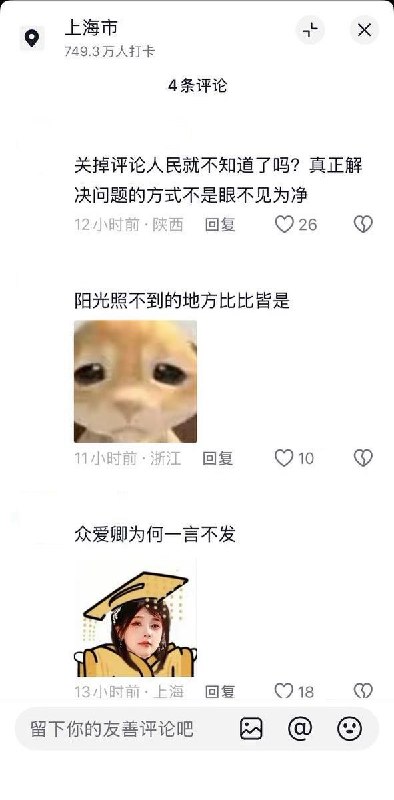 上海市
749.3万人打卡
4条评论
关掉评论人民就不知道了吗？真正解
决问题的方式不是眼不见为净
12小时前·陕西 回复 26
阳光照不到的地方比比皆是
11小时前·浙江 回复 10
众爱卿为何一言不发
13小时前·上海 回复 18
留下你的友善评论吧